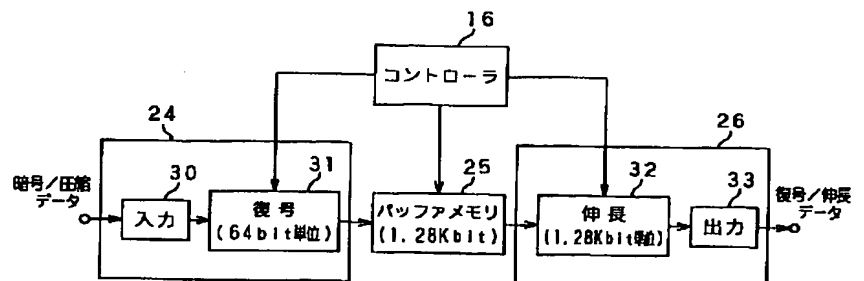 16
コントローラ
24
26
暗号/圧縮
データ
30
入力
31
復号
(64bit単位)
25
バッファメモリ
(1.28Kbit)
32
伸長
(1.28Kbit単位)
33
出力
復号/伸長
データ